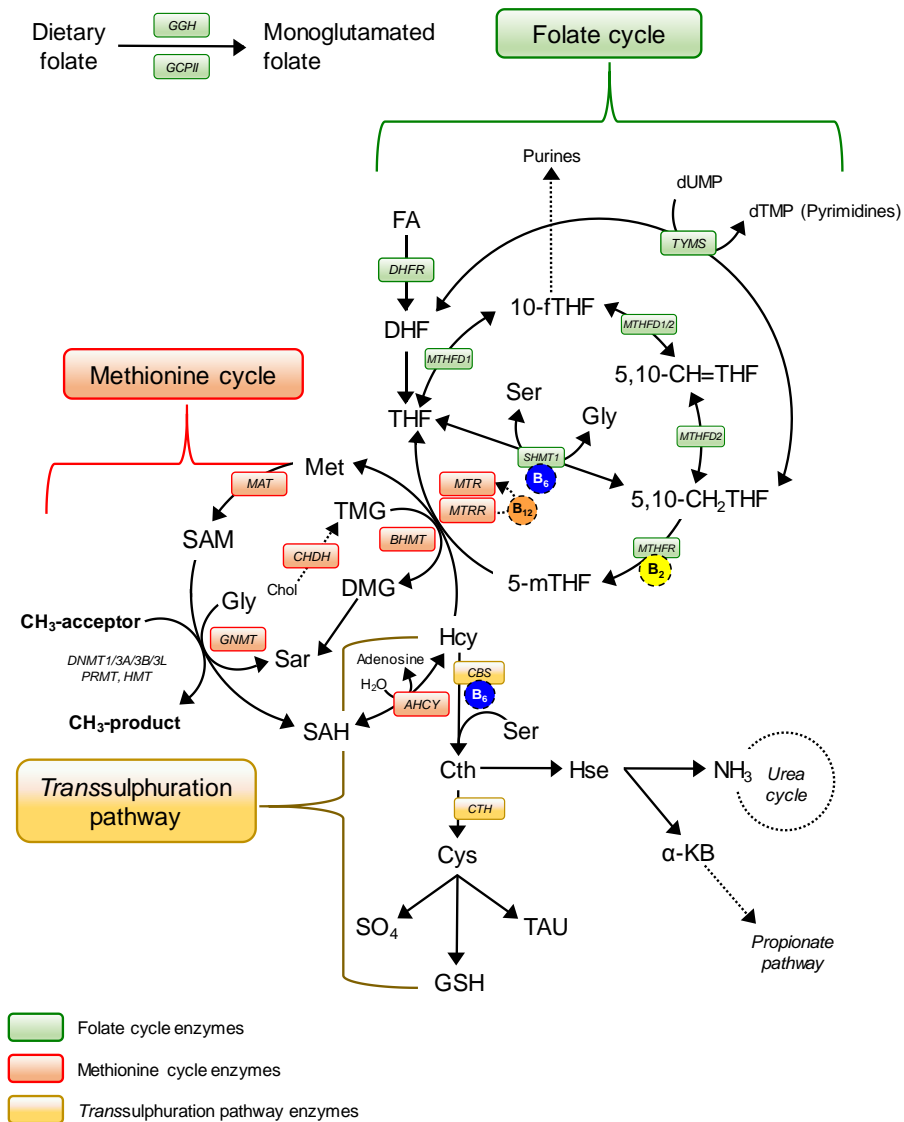 Dietary
folate
GGH
GCPII
Monoglutamated
folate
Folate cycle
Purines
dUMP
dTMP (Pyrimidines)
TYMS
FA
DHFR
DHF
10-fTHF
MTHFD1/2
MTHFD1
5,10-CH=THF
Methionine cycle
Ser
Gly
THF
SHMT1
B₆
MTHFD2
Met
MAT
MTR
MTRR
B₁₂
5,10-CH₂THF
TMG
SAM
BHMT
CHDH
MTHFR
B₂
Chol
DMG
5-mTHF
Gly
CH₃-acceptor
GNMT
Sar
Hcy
DNMT1/3A/3B/3L
PRMT, HMT
Adenosine
H₂O
AHCY
CBS
B₆
CH₃-product
SAH
Ser
Transsulphuration
pathway
Cth
Hse
NH₃
Urea
cycle
CTH
α-KB
Cys
SO₄
TAU
Propionate
pathway
GSH
Folate cycle enzymes
Methionine cycle enzymes
Transsulphuration pathway enzymes